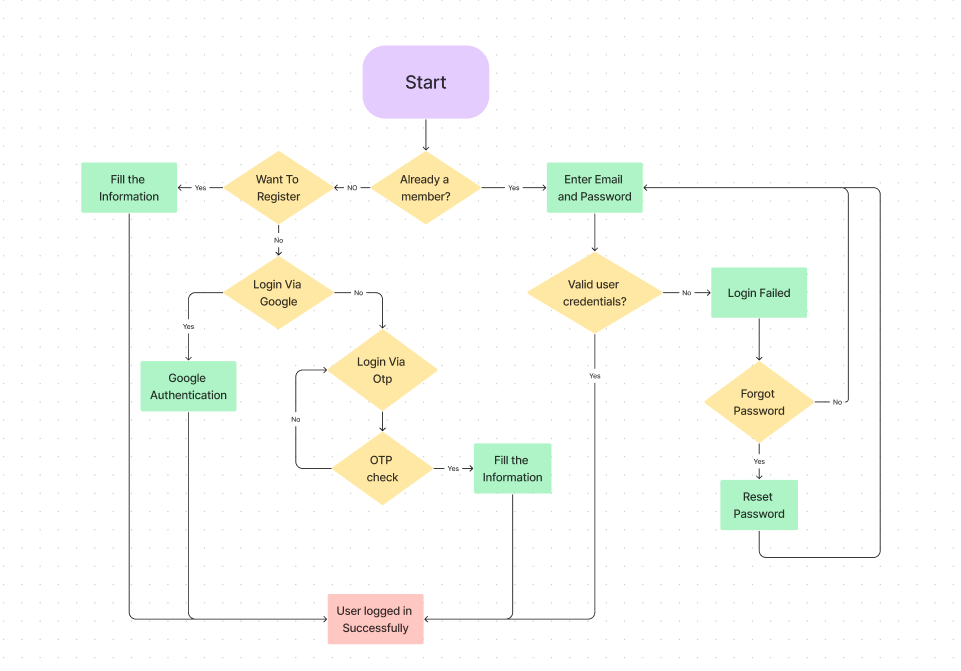 Start
Fill the
Information
Yes
Want To
Register
NO
Already a
member?
Yes
Enter Email
and Password
No
Login Via
Google
No
Valid user
credentials?
No
Login Failed
Yes
Google
Authentication
Login Via
Otp
Yes
Forgot
Password
No
No
OTP
check
Yes
Fill the
Information
Yes
Reset
Password
User logged in
Successfully